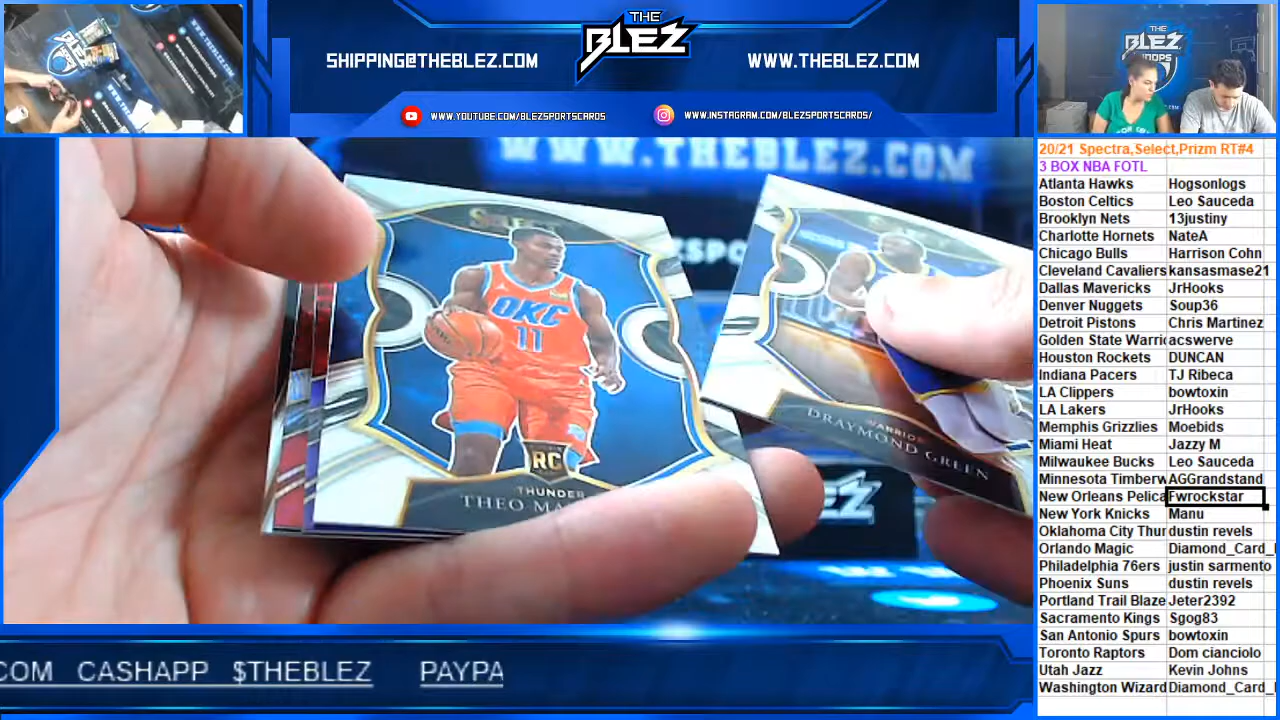 SHIPPING@THEBLEZ.COM
THE
BLEZ
WWW.THEBLEZ.COM
WWW.YOUTUBE.COM/BLEZSPORTSCARDS
WWW.INSTAGRAM.COM/BLEZSPORTSCARDS/
THE
BLEZ
WWW.THEBLEZ.COM
SELECT
OKC
11
RC
THUNDER
THEO
WARRIORS
DRAYMOND GREEN
BLEZ
COM CASHAPP $THEBLEZ PAYPA
20/21 Spectra,Select,Prizm RT#4
3 BOX NBA FOTL
Atlanta Hawks Hogsonlogs
Boston Celtics Leo Sauceda
Brooklyn Nets 13justiny
Charlotte Hornets NateA
Chicago Bulls Harrison Cohn
Cleveland Cavaliers kansasmase21
Dallas Mavericks JrHooks
Denver Nuggets Soup36
Detroit Pistons Chris Martinez
Golden State Warri acswerve
Houston Rockets DUNCAN
Indiana Pacers TJ Ribeca
LA Clippers bowtoxin
LA Lakers JrHooks
Memphis Grizzlies Moebids
Miami Heat Jazzy M
Milwaukee Bucks Leo Sauceda
Minnesota Timberw AGGrandstand
New Orleans Pelica Fwrockstar
New York Knicks Manu
Oklahoma City Thun dustin revels
Orlando Magic Diamond_Card_
Philadelphia 76ers justin sarmento
Phoenix Suns dustin revels
Portland Trail Blaze Jeter2392
Sacramento Kings Sgog83
San Antonio Spurs bowtoxin
Toronto Raptors Dom cianciolo
Utah Jazz Kevin Johns
Washington Wizard Diamond_Card_